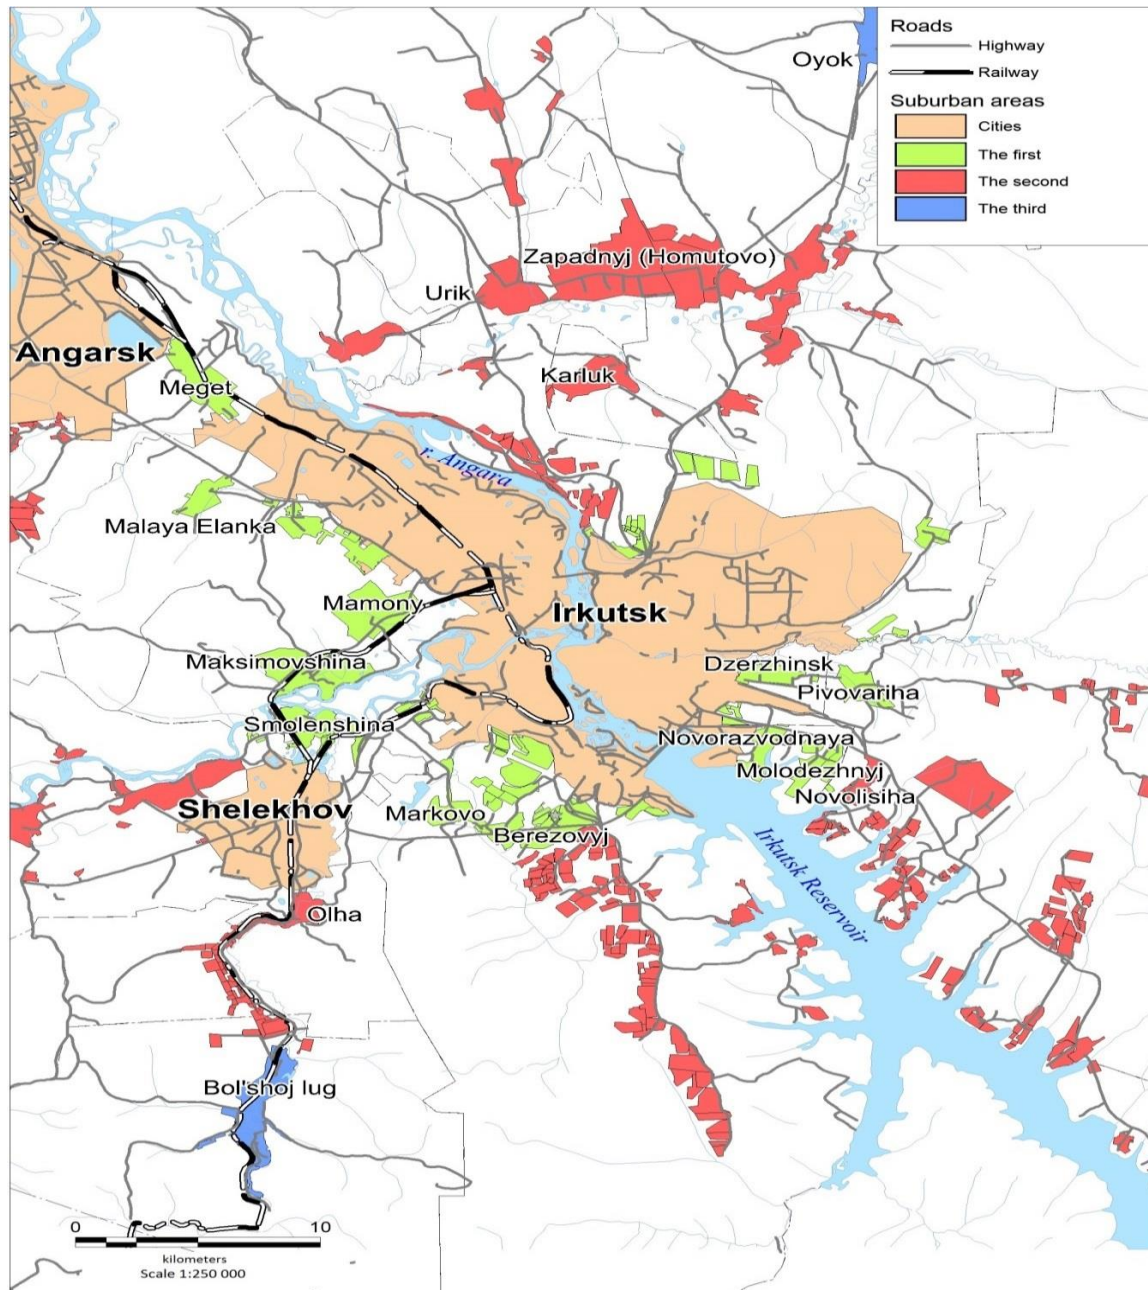 Roads
Highway
Railway
Suburban areas
Cities
The first
The second
The third
Oyok
Zapadnyj (Homutovo)
Urik
Angarsk
Karluk
Meget
r. Angara
Malaya Elanka
Mamony
Irkutsk
Maksimovshina
Dzerzhinsk
Pivovariha
Smolenshina
Novorazvodnaya
Molodezhnyj
Novolisiha
Shelekhov
Markovo
Berezovyj
Irkutsk Reservoir
Olha
Bol'shoj lug
0 10
kilometers
Scale 1:250 000